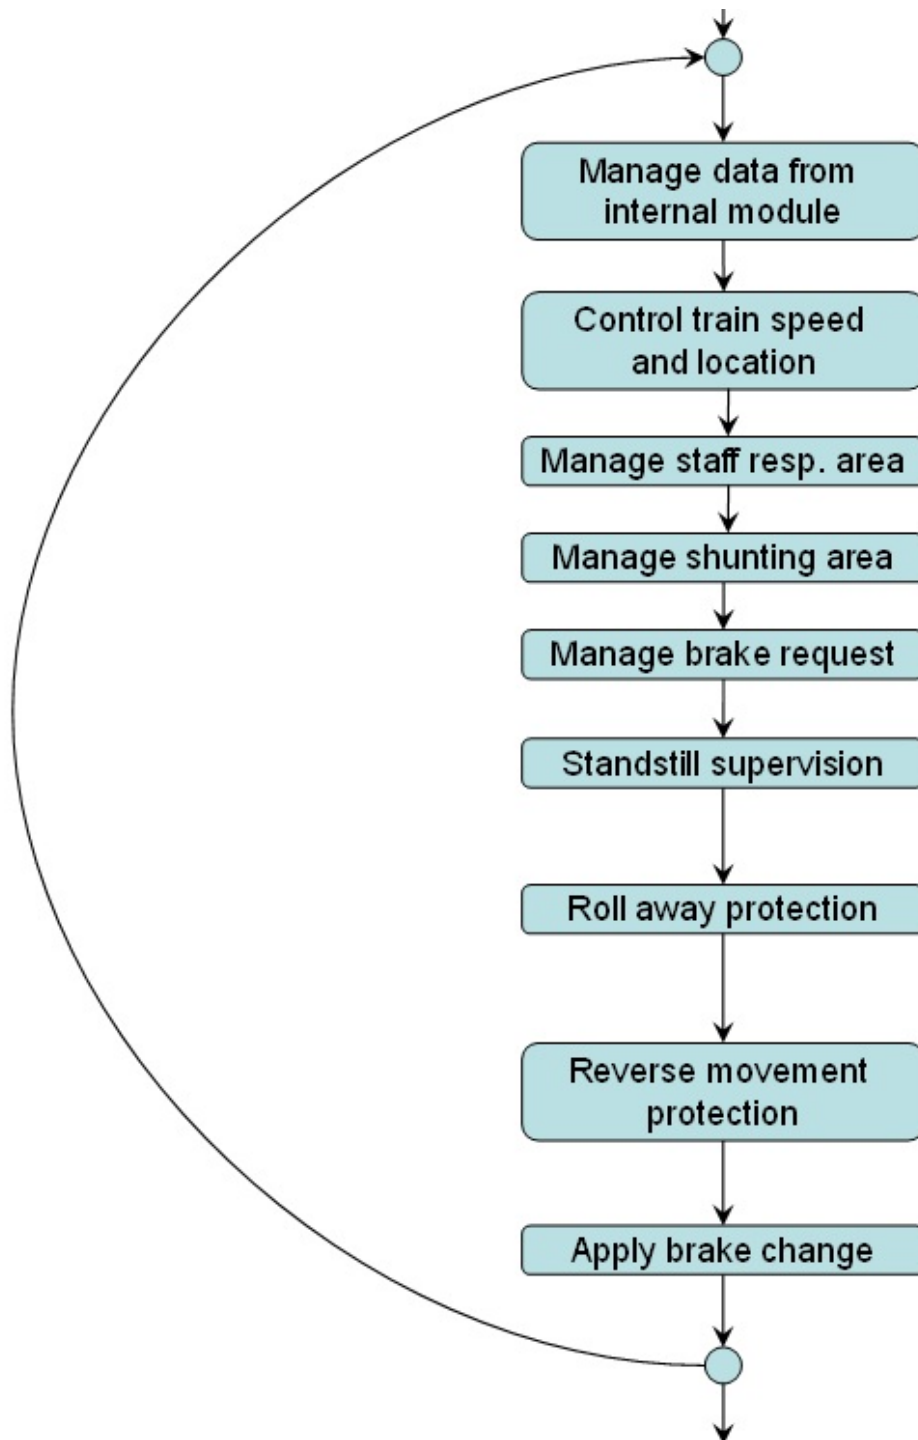 Manage data from
internal module
Control train speed
and location
Manage staff resp. area
Manage shunting area
Manage brake request
Standstill supervision
Roll away protection
Reverse movement
protection
Apply brake change